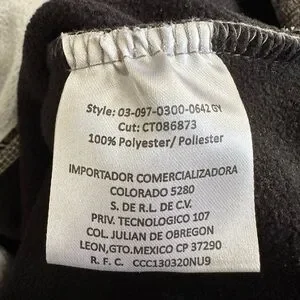 Style: 03-097-0300-0642 GY
Cut: CT086873
100% Polyester/ Poliester
IMPORTADOR COMERCIALIZADORA
COLORADO 5280
S. DE R.L. DE C.V.
PRIV. TECNOLOGICO 107
COL. JULIAN DE OBREGON
LEON,GTO.MEXICO CP 37290
R. F. C. CCC130320NU9